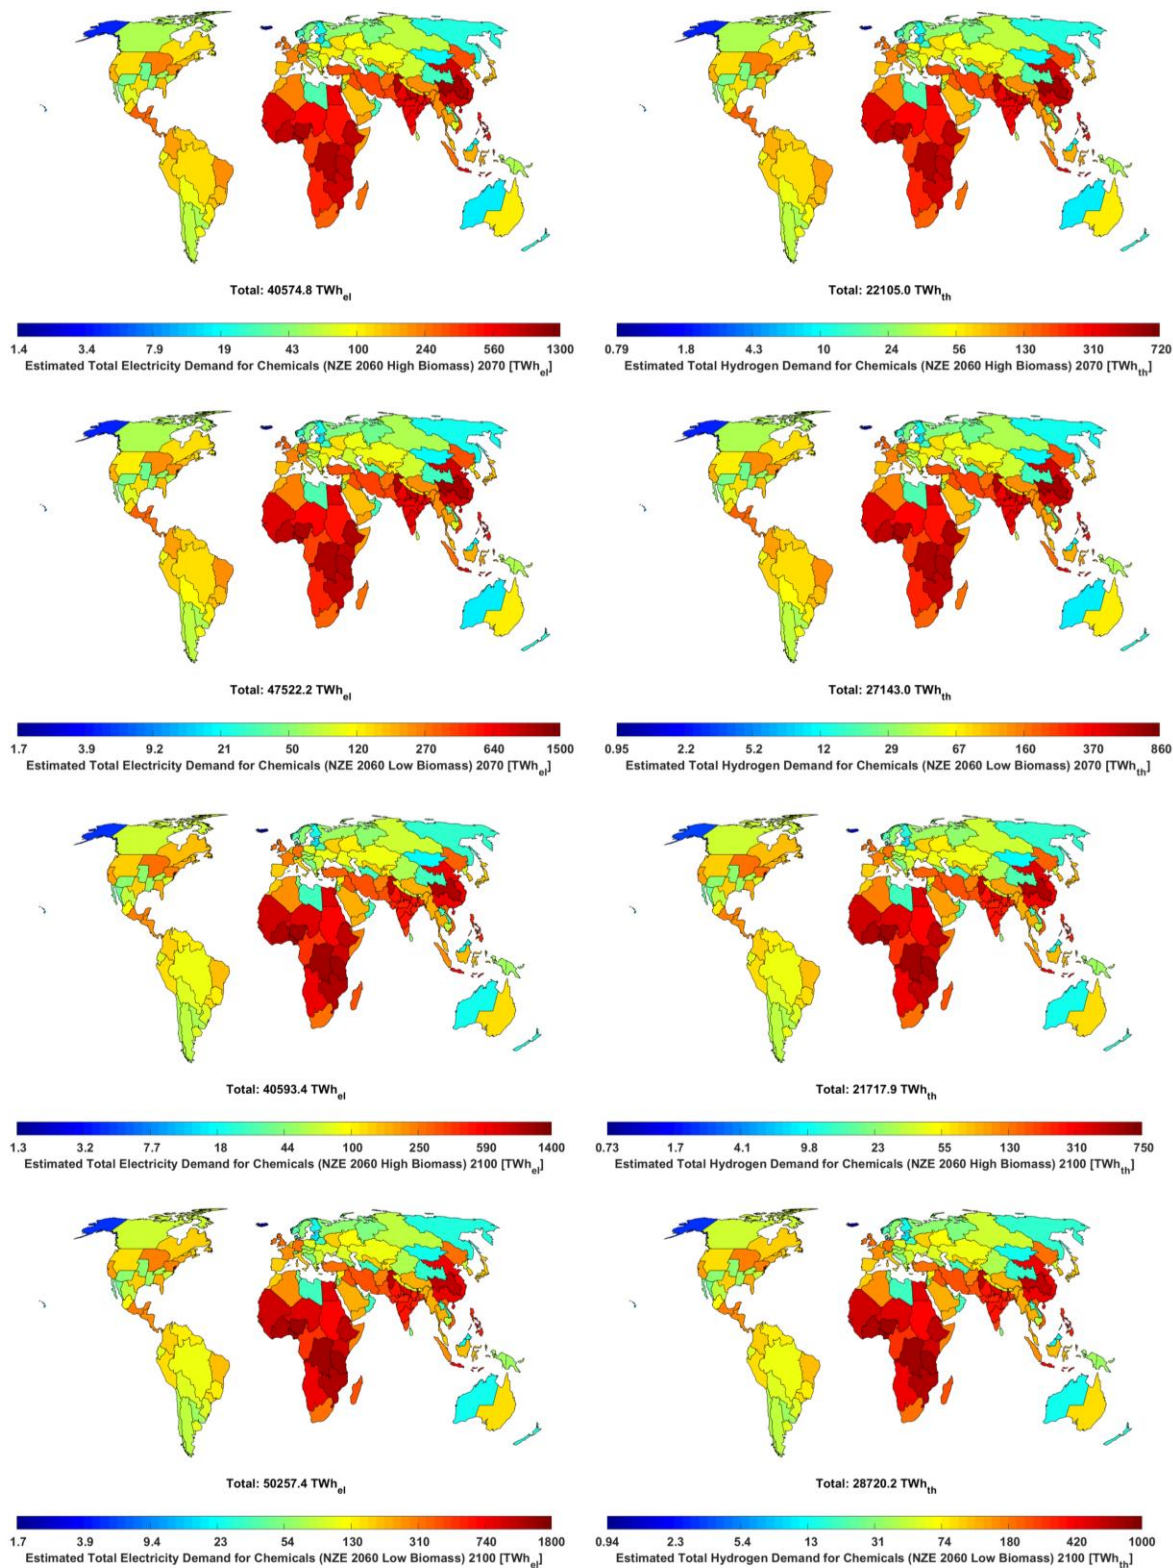 Total: 40574.8 TWh_el
1.4 3.4 7.9 19 43 100 240 560 1300
Estimated Total Electricity Demand for Chemicals (NZE 2060 High Biomass) 2070 [TWh_el]
Total: 22105.0 TWh_th
0.79 1.8 4.3 10 24 56 130 310 720
Estimated Total Hydrogen Demand for Chemicals (NZE 2060 High Biomass) 2070 [TWh_th]
Total: 47522.2 TWh_el
1.7 3.9 9.2 21 50 120 270 640 1500
Estimated Total Electricity Demand for Chemicals (NZE 2060 Low Biomass) 2070 [TWh_el]
Total: 27143.0 TWh_th
0.95 2.2 5.2 12 29 67 160 370 860
Estimated Total Hydrogen Demand for Chemicals (NZE 2060 Low Biomass) 2070 [TWh_th]
Total: 40593.4 TWh_el
1.3 3.2 7.7 18 44 100 250 590 1400
Estimated Total Electricity Demand for Chemicals (NZE 2060 High Biomass) 2100 [TWh_el]
Total: 21717.9 TWh_th
0.73 1.7 4.1 9.8 23 55 130 310 750
Estimated Total Hydrogen Demand for Chemicals (NZE 2060 High Biomass) 2100 [TWh_th]
Total: 50257.4 TWh_el
1.7 3.9 9.4 23 54 130 310 740 1800
Estimated Total Electricity Demand for Chemicals (NZE 2060 Low Biomass) 2100 [TWh_el]
Total: 28720.2 TWh_th
0.94 2.3 5.4 13 31 74 180 420 1000
Estimated Total Hydrogen Demand for Chemicals (NZE 2060 Low Biomass) 2100 [TWh_th]